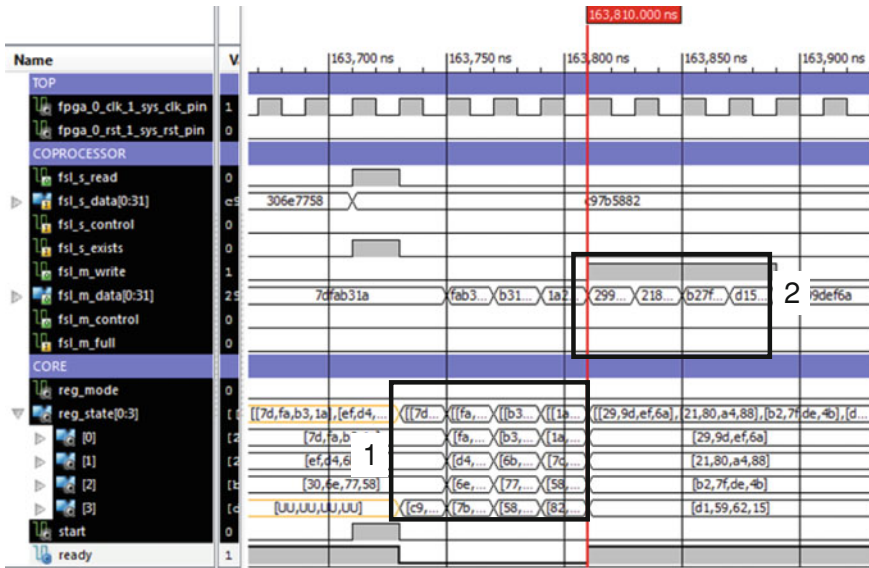 163,810.000 ns
Name V 163,700 ns 163,750 ns 163,800 ns 163,850 ns 163,900 ns
TOP
fpga_0_clk_1_sys_clk_pin 1
fpga_0_rst_1_sys_rst_pin 0
COPROCESSOR
fsl_s_read 0
fsl_s_data[0:31] c9 306e7758 c97b5882
fsl_s_control 0
fsl_s_exists 0
fsl_m_write 1
fsl_m_data[0:31] 29 7dfab31a fab3... b31... 1a2... 299... 218... b27f... d15... 2 9def6a
fsl_m_control 0
fsl_m_full 0
CORE
reg_mode 0
reg_state[0:3] [[ [[7d,fa,b3,1a],[ef,d4,... [[7d... [[fa,... [[b3... [[1a... [[29,9d,ef,6a],[21,80,a4,88],[b2,7f,de,4b],[d...
[0] [2 [7d,fa,b [fa,... [b3,... [1a,... [29,9d,ef,6a]
[1] [2 [ef,d4,6 1 [d4,... [6b,... [7c,... [21,80,a4,88]
[2] [b [30,6e,77,58] [6e,... [77,... [58,... [b2,7f,de,4b]
[3] [d [UU,UU,UU,UU] [c9,... [7b,... [58,... [82,... [d1,59,62,15]
start 0
ready 1